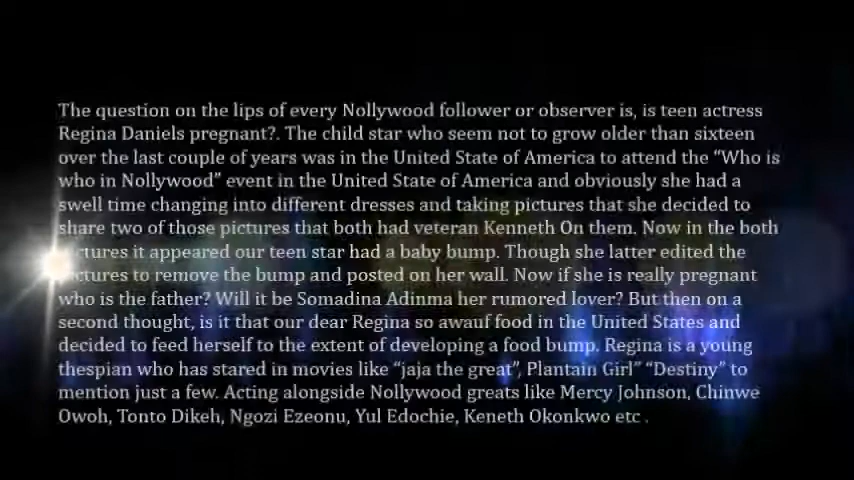 The question on the lips of every Nollywood follower or observer is, is teen actress
Regina Daniels pregnant?. The child star who seem not to grow older than sixteen
over the last couple of years was in the United State of America to attend the “Who is
who in Nollywood” event in the United State of America and obviously she had a
swell time changing into different dresses and taking pictures that she decided to
share two of those pictures that both had veteran Kenneth On them. Now in the both
pictures it appeared our teen star had a baby bump. Though she latter edited the
pictures to remove the bump and posted on her wall. Now if she is really pregnant
who is the father? Will it be Somadina Adinma her rumored lover? But then on a
second thought, is it that our dear Regina so awauf food in the United States and
decided to feed herself to the extent of developing a food bump. Regina is a young
thespian who has stared in movies like “jaja the great”, Plantain Girl” “Destiny” to
mention just a few. Acting alongside Nollywood greats like Mercy Johnson, Chinwe
Owoh, Tonto Dikeh, Ngozi Ezeonu, Yul Edochie, Keneth Okonkwo etc .